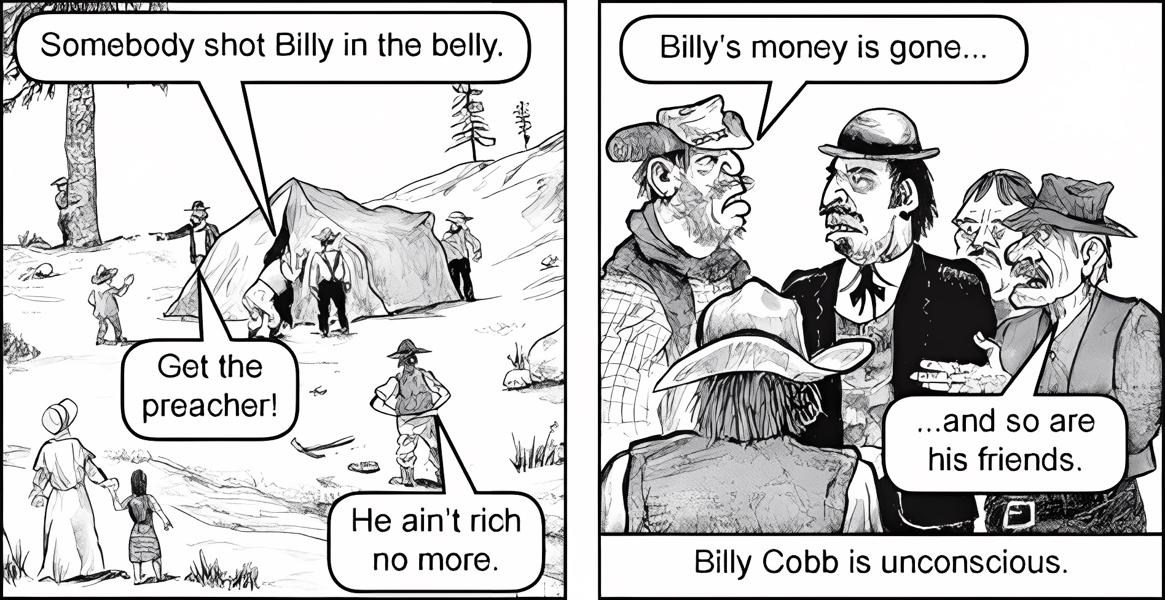 Somebody shot Billy in the belly.
Get the
preacher!
He ain't rich
no more.
Billy's money is gone...
...and so are
his friends.
Billy Cobb is unconscious.